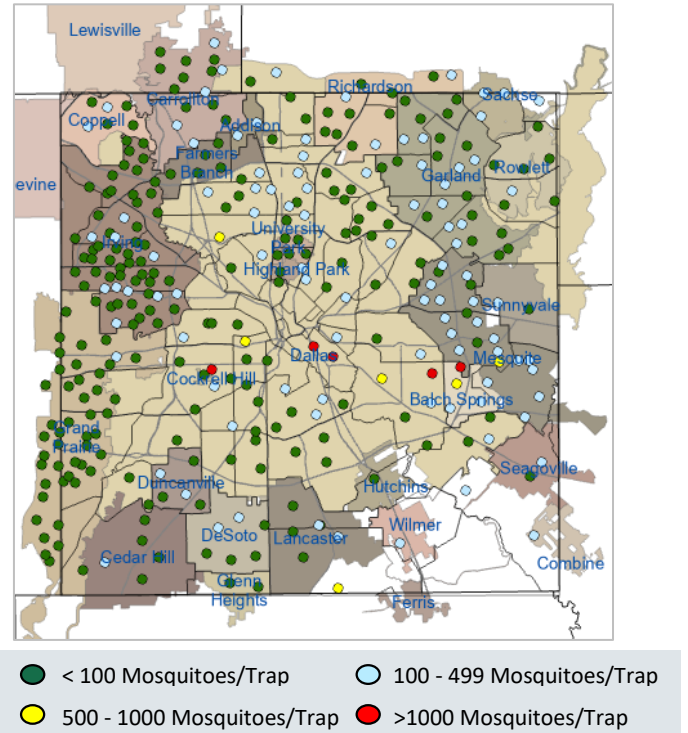 Lewisville
Richardson
Carrollton
Sachse
Coppell
Addison
Farmers
Branch
Rowlett
Garland
evine
University
Park
Irving
Highland Park
Sunnyvale
Dallas
Mesquite
Cockrell Hill
Balch Springs
Grand
Prairie
Seagoville
Duncanville
Hutchins
Wilmer
DeSoto
Lancaster
Cedar Hill
Combine
Glenn
Heights
Ferris
< 100 Mosquitoes/Trap
100 - 499 Mosquitoes/Trap
500 - 1000 Mosquitoes/Trap
>1000 Mosquitoes/Trap